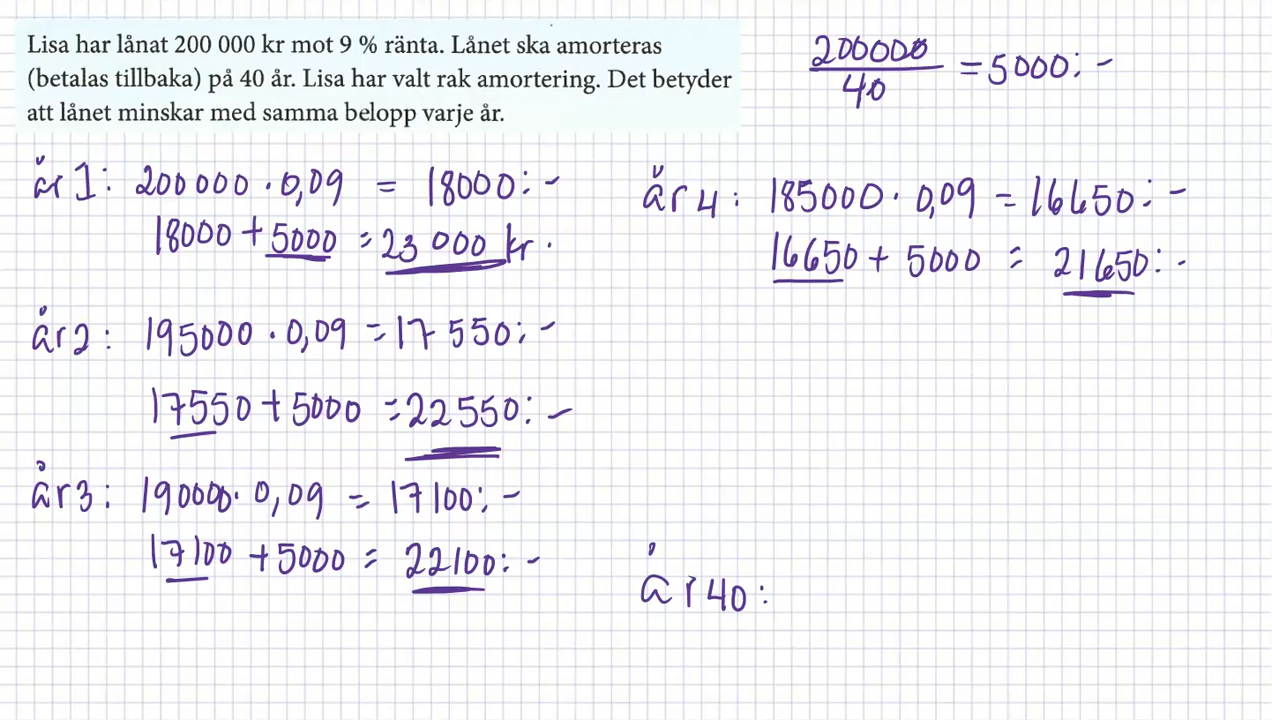 Lisa har lånat 200 000 kr mot 9 % ränta. Lånet ska amorteras
(betalas tillbaka) på 40 år. Lisa har valt rak amortering. Det betyder
att lånet minskar med samma belopp varje år.
200000/40 = 5000:-
år 1: 200 000 · 0,09 = 18000:-
18000 + 5000 = 23 000 kr.
år 2: 195000 · 0,09 = 17 550:-
17550 + 5000 = 22550:-
år 3: 190000 · 0,09 = 17100:-
17100 + 5000 = 22100:-
år 4: 185000 · 0,09 = 16650:-
16650 + 5000 = 21650:-
år 40: